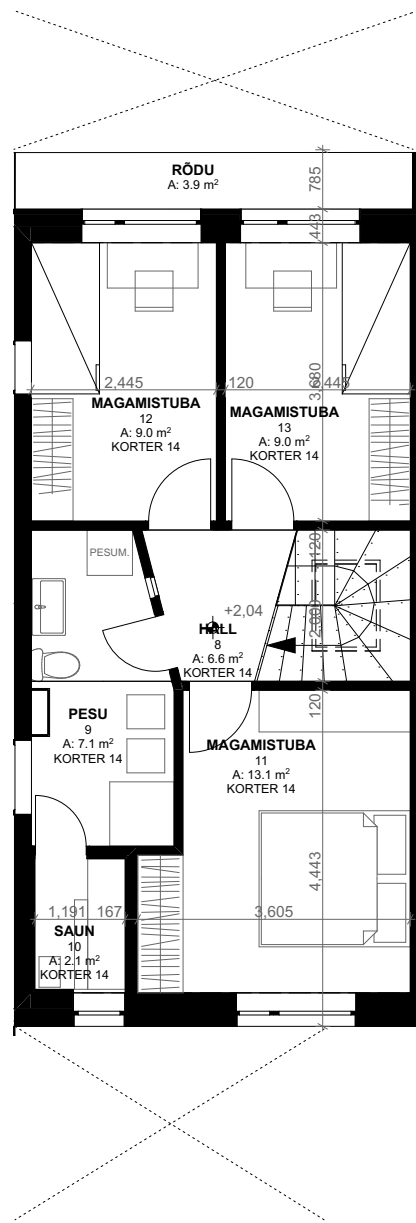 RÕDU
A: 3.9 m²
785
443
2,445
120
3,680
2,445
MAGAMISTUBA
12
A: 9.0 m²
KORTER 14
MAGAMISTUBA
13
A: 9.0 m²
KORTER 14
PESUM.
120
+2,04
2,000
HALL
8
A: 6.6 m²
KORTER 14
120
PESU
9
A: 7.1 m²
KORTER 14
MAGAMISTUBA
11
A: 13.1 m²
KORTER 14
4,443
1,191
167
3,605
SAUN
10
A: 2.1 m²
KORTER 14